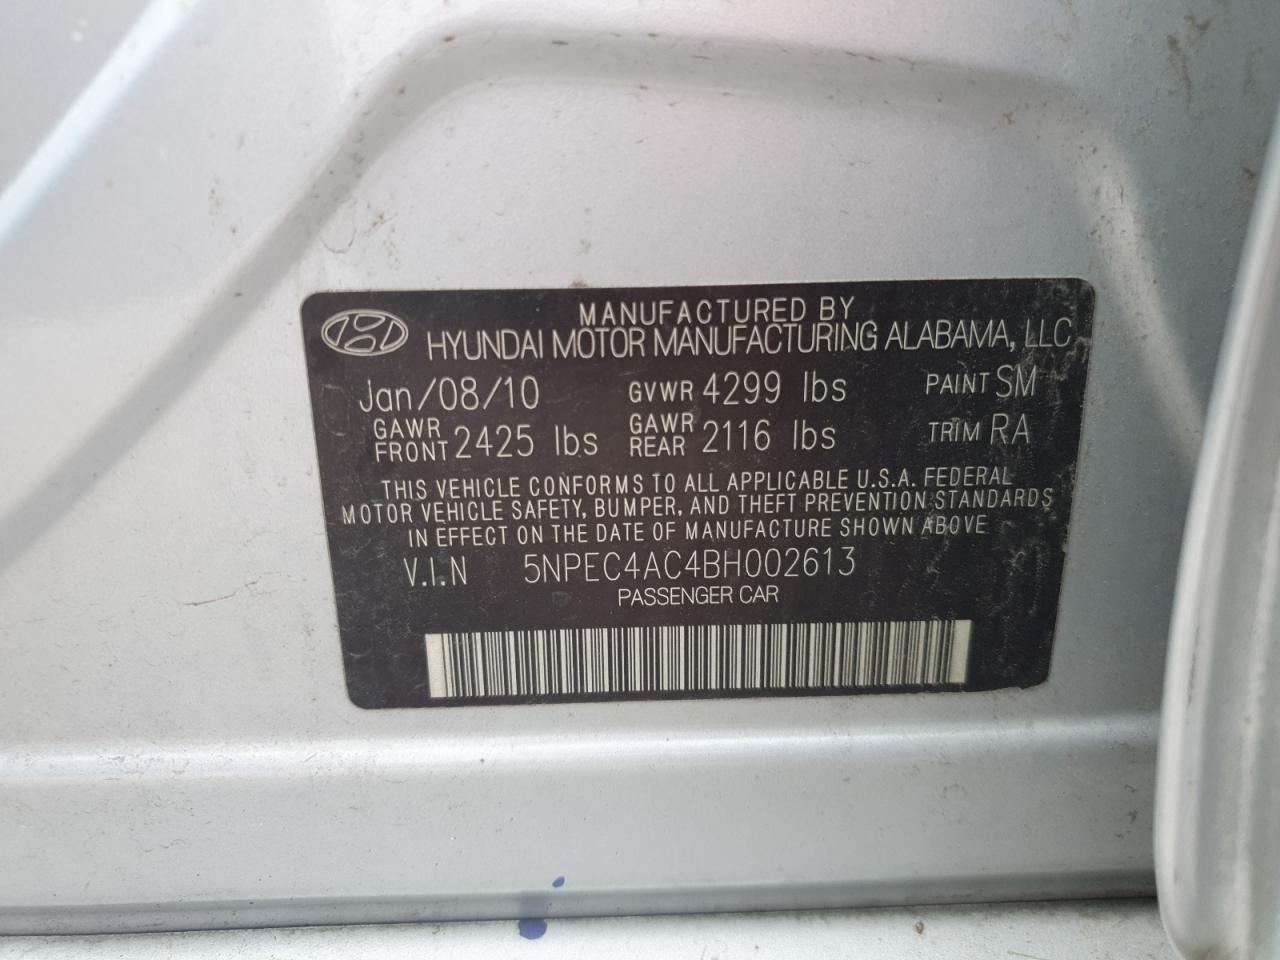 MANUFACTURED BY
HYUNDAI MOTOR MANUFACTURING ALABAMA, LLC
Jan/08/10 GVWR 4299 lbs PAINT SM
GAWR FRONT 2425 lbs GAWR REAR 2116 lbs TRIM RA
THIS VEHICLE CONFORMS TO ALL APPLICABLE U.S.A. FEDERAL
MOTOR VEHICLE SAFETY, BUMPER, AND THEFT PREVENTION STANDARDS
IN EFFECT ON THE DATE OF MANUFACTURE SHOWN ABOVE
V.I.N 5NPEC4AC4BH002613
PASSENGER CAR